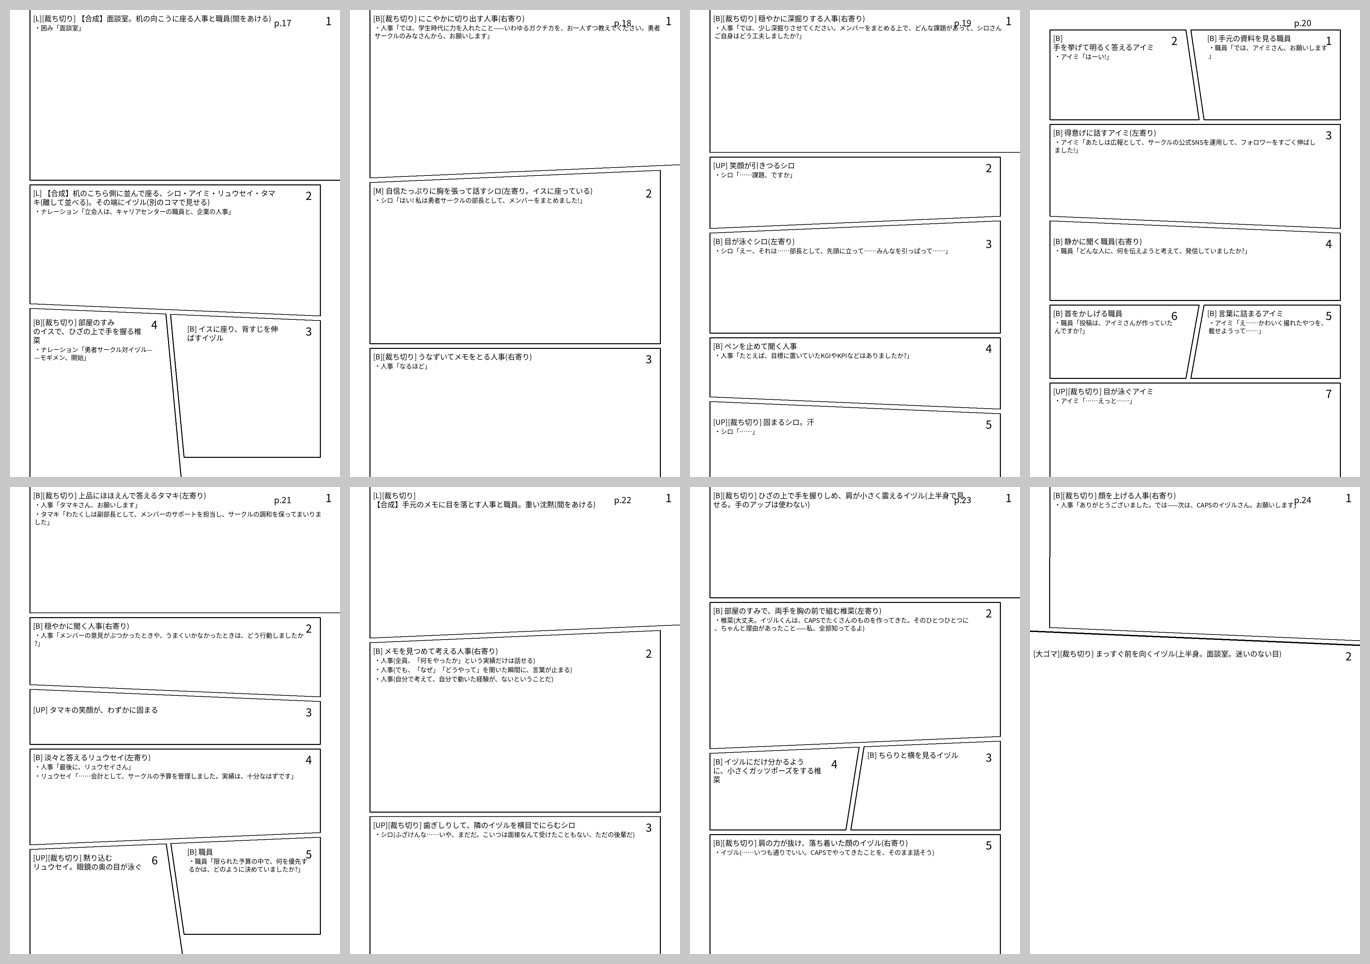 p.17
1
[L][裁ち切り] 【合成】面談室。机の向こうに座る人事と職員(間をあける)
・囲み「面談室」
2
[L] 【合成】机のこちら側に並んで座る、シロ・アイミ・リュウセイ・タマ
キ(離して並べる)。その端にイヅル(別のコマで見せる)
・ナレーション「立会人は、キャリアセンターの職員と、企業の人事」
3
[B] イスに座り、背すじを伸
ばすイヅル
4
[B][裁ち切り] 部屋のすみ
のイスで、ひざの上で手を握る椎
菜
・ナレーション「勇者サークル対イヅル—
—モギメン、開始」
p.18
1
[B][裁ち切り] にこやかに切り出す人事(右寄り)
・人事「では、学生時代に力を入れたこと——いわゆるガクチカを、お一人ずつ教えてください。勇者
サークルのみなさんから、お願いします」
2
[M] 自信たっぷりに胸を張って話すシロ(左寄り。イスに座っている)
・シロ「はい! 私は勇者サークルの部長として、メンバーをまとめました!」
3
[B][裁ち切り] うなずいてメモをとる人事(右寄り)
・人事「なるほど」
p.19
1
[B][裁ち切り] 穏やかに深掘りする人事(右寄り)
・人事「では、少し深掘りさせてください。メンバーをまとめる上で、どんな課題があって、シロさん
ご自身はどう工夫しましたか?」
2
[UP] 笑顔が引きつるシロ
・シロ「……課題、ですか」
3
[B] 目が泳ぐシロ(左寄り)
・シロ「えー、それは……部長として、先頭に立って……みんなを引っぱって……」
4
[B] ペンを止めて聞く人事
・人事「たとえば、目標に置いていたKGIやKPIなどはありましたか?」
5
[UP][裁ち切り] 固まるシロ。汗
・シロ「……」
p.20
1
[B] 手元の資料を見る職員
・職員「では、アイミさん、お願いします
」
2
[B]
手を挙げて明るく答えるアイミ
・アイミ「はーい!」
3
[B] 得意げに話すアイミ(左寄り)
・アイミ「あたしは広報として、サークルの公式SNSを運用して、フォロワーをすごく伸ばし
ました!」
4
[B] 静かに聞く職員(右寄り)
・職員「どんな人に、何を伝えようと考えて、発信していましたか?」
5
[B] 言葉に詰まるアイミ
・アイミ「え……かわいく撮れたやつを、
載せようって……」
6
[B] 首をかしげる職員
・職員「投稿は、アイミさんが作っていた
んですか?」
7
[UP][裁ち切り] 目が泳ぐアイミ
・アイミ「……えっと……」
p.21
1
[B][裁ち切り] 上品にほほえんで答えるタマキ(左寄り)
・人事「タマキさん、お願いします」
・タマキ「わたくしは副部長として、メンバーのサポートを担当し、サークルの調和を保ってまいりま
した」
2
[B] 穏やかに聞く人事(右寄り)
・人事「メンバーの意見がぶつかったときや、うまくいかなかったときは、どう行動しましたか
?」
3
[UP] タマキの笑顔が、わずかに固まる
4
[B] 淡々と答えるリュウセイ(左寄り)
・人事「最後に、リュウセイさん」
・リュウセイ「……会計として、サークルの予算を管理しました。実績は、十分なはずです」
5
[B] 職員
・職員「限られた予算の中で、何を優先す
るかは、どのように決めていましたか?」
6
[UP][裁ち切り] 黙り込む
リュウセイ。眼鏡の奥の目が泳ぐ
p.22
1
[L][裁ち切り]
【合成】手元のメモに目を落とす人事と職員。重い沈黙(間をあける)
2
[B] メモを見つめて考える人事(右寄り)
・人事(全員、「何をやったか」という実績だけは話せる)
・人事(でも、「なぜ」「どうやって」を聞いた瞬間に、言葉が止まる)
・人事(自分で考えて、自分で動いた経験が、ないということだ)
3
[UP][裁ち切り] 歯ぎしりして、隣のイヅルを横目でにらむシロ
・シロ(ふざけんな……いや、まだだ。こいつは面接なんて受けたこともない、ただの後輩だ)
p.23
1
[B][裁ち切り] ひざの上で手を握りしめ、肩が小さく震えるイヅル(上半身で見
せる。手のアップは使わない)
2
[B] 部屋のすみで、両手を胸の前で組む椎菜(左寄り)
・椎菜(大丈夫。イヅルくんは、CAPSでたくさんのものを作ってきた。そのひとつひとつに
、ちゃんと理由があったこと——私、全部知ってるよ)
3
[B] ちらりと横を見るイヅル
4
[B] イヅルにだけ分かるよう
に、小さくガッツポーズをする椎
菜
5
[B][裁ち切り] 肩の力が抜け、落ち着いた顔のイヅル(右寄り)
・イヅル(……いつも通りでいい。CAPSでやってきたことを、そのまま話そう)
p.24
1
[B][裁ち切り] 顔を上げる人事(右寄り)
・人事「ありがとうございました。では——次は、CAPSのイヅルさん。お願いします」
2
[大ゴマ][裁ち切り] まっすぐ前を向くイヅル(上半身。面談室。迷いのない目)